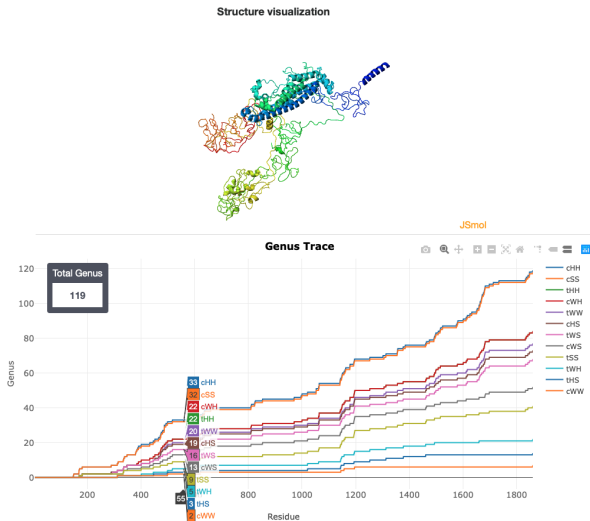 Structure visualization
JSmol
Genus Trace
Total Genus
119
120
100
80
60
40
20
0
Genus
33 cHH
32 cSS
22 cWH
22 tHH
20 tWW
19 cHS
16 tWS
13 cWS
9 tSS
5 tWH
3 tHS
2 cWW
55
200
400
800
1000
1200
1400
1600
1800
Residue
cHH
cSS
tHH
cWH
tWW
cHS
tWS
cWS
tSS
tWH
tHS
cWW